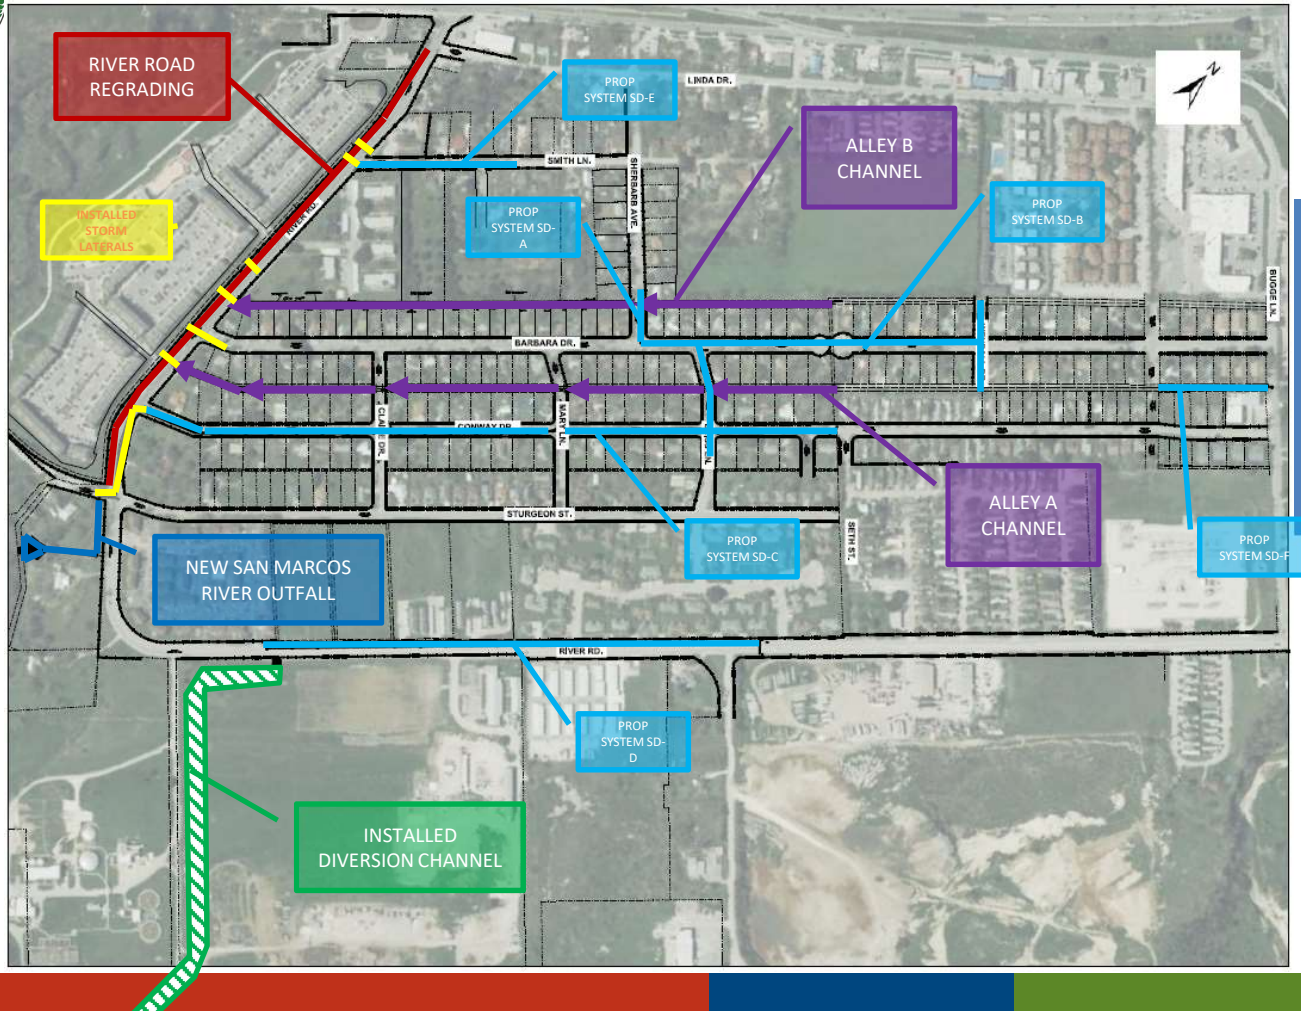 RIVER ROAD
REGRADING
PROP
SYSTEM SD-E
LINDA DR.
N
ALLEY B
CHANNEL
SMITH LN.
SHERBARB AVE.
PROP
SYSTEM SD-B
INSTALLED
STORM
LATERALS
RIVER RD.
PROP
SYSTEM SD-
A
BUGGE LN.
BARBARA DR.
CONWAY DR.
MARY LN.
LN.
ALLEY A
CHANNEL
STURGEON ST.
SETH ST.
PROP
SYSTEM SD-C
PROP
SYSTEM SD-F
NEW SAN MARCOS
RIVER OUTFALL
RIVER RD.
PROP
SYSTEM SD-
D
INSTALLED
DIVERSION CHANNEL